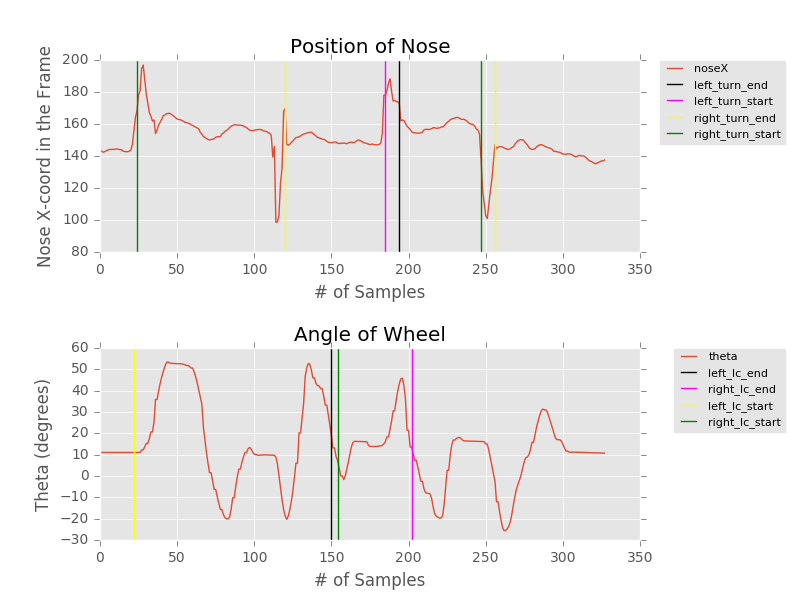 Position of Nose
200
180
160
140
120
100
80
Nose X-coord in the Frame
0 50 100 150 200 250 300 350
# of Samples
noseX
left_turn_end
left_turn_start
right_turn_end
right_turn_start
Angle of Wheel
60
50
40
30
20
10
0
−10
−20
−30
Theta (degrees)
0 50 100 150 200 250 300 350
# of Samples
theta
left_lc_end
right_lc_end
left_lc_start
right_lc_start